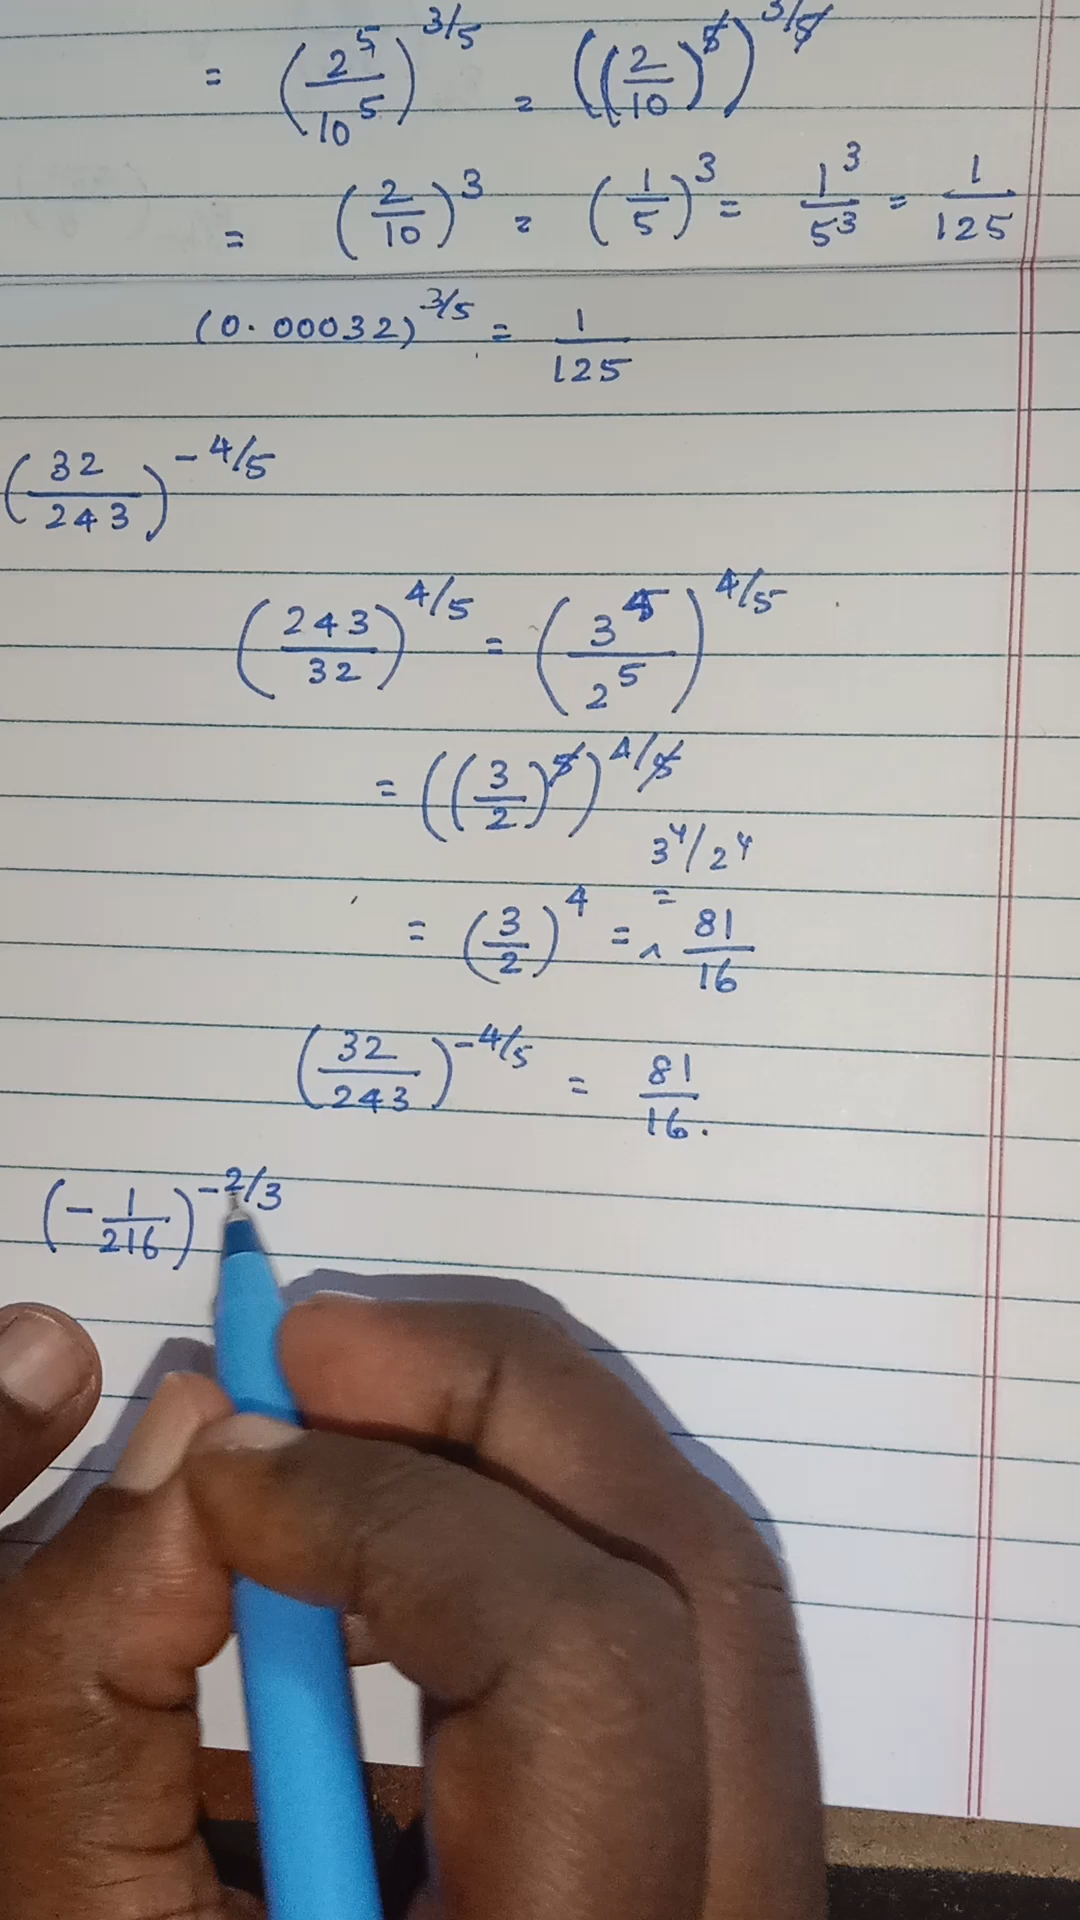 = (2^5/10^5)^3/5 = ((2/10)^5)^3/5
= (2/10)^3 = (1/5)^3 = 1^3/5^3 = 1/125
(0.00032)^3/5 = 1/125
(32/243)^-4/5
(243/32)^4/5 = (3^5/2^5)^4/5
= ((3/2)^5)^4/5
3^4/2^4
= (3/2)^4 = = 81/16
(32/243)^-4/5 = 81/16.
(-1/216)^-2/3